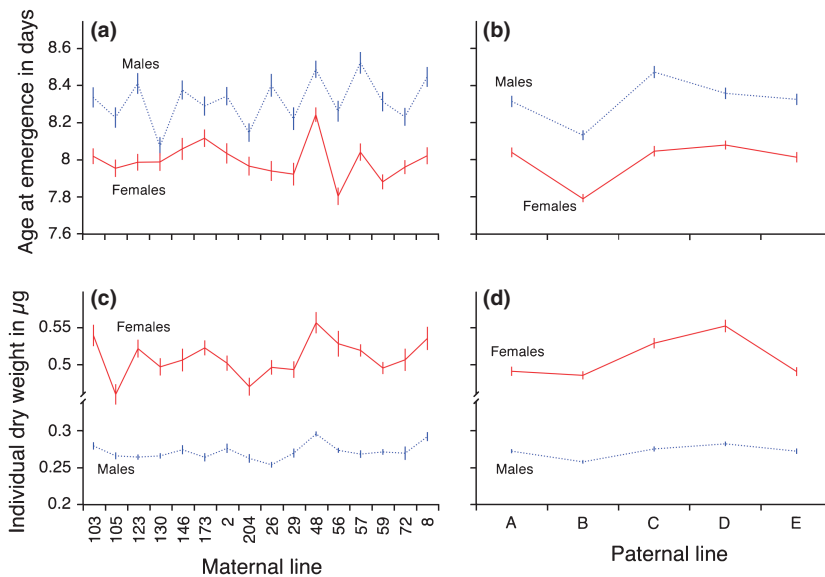 (a)
(b)
Age at emergence in days
8.6
8.4
8.2
8
7.8
7.6
Males
Females
Males
Females
(c)
(d)
Individual dry weight in µg
0.55
0.5
0.3
0.25
0.2
Females
Males
Females
Males
103
105
123
130
146
173
2
204
26
29
48
56
57
59
72
8
A B C D E
Maternal line
Paternal line